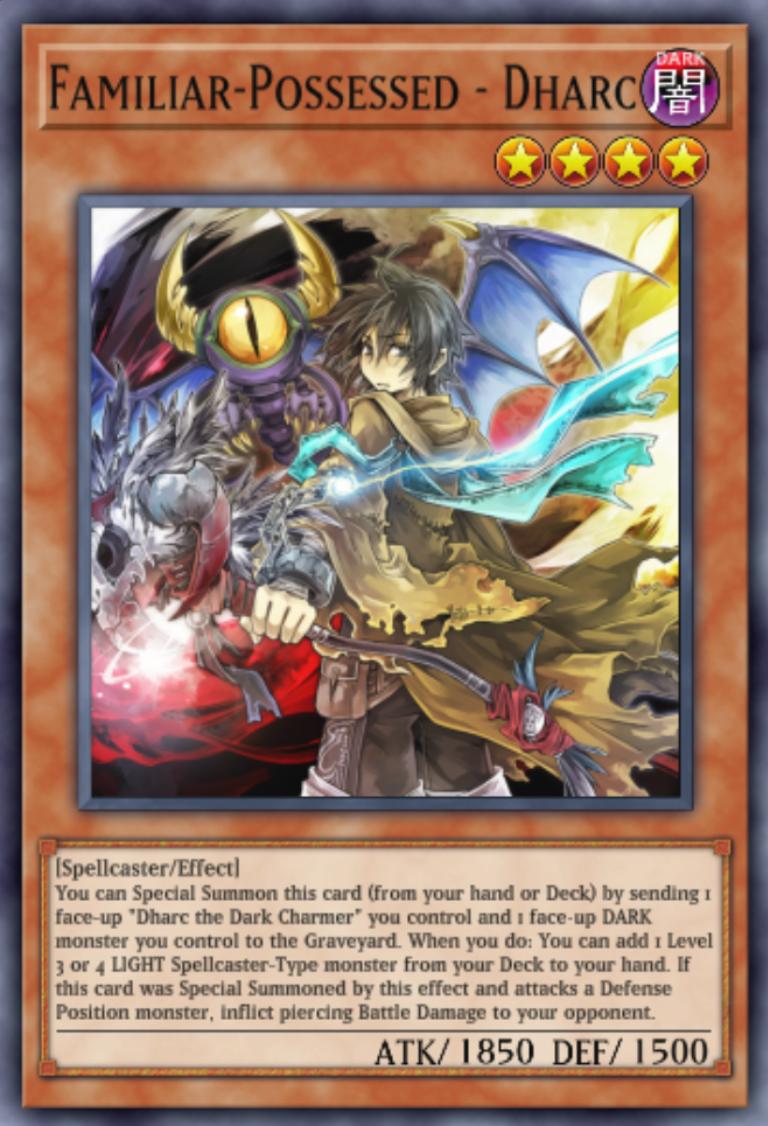 Familiar-Possessed - Dharc
DARK
闇
[Spellcaster/Effect]
You can Special Summon this card (from your hand or Deck) by sending 1
face-up "Dharc the Dark Charmer" you control and 1 face-up DARK
monster you control to the Graveyard. When you do: You can add 1 Level
3 or 4 LIGHT Spellcaster-Type monster from your Deck to your hand. If
this card was Special Summoned by this effect and attacks a Defense
Position monster, inflict piercing Battle Damage to your opponent.
ATK/ 1850 DEF/ 1500